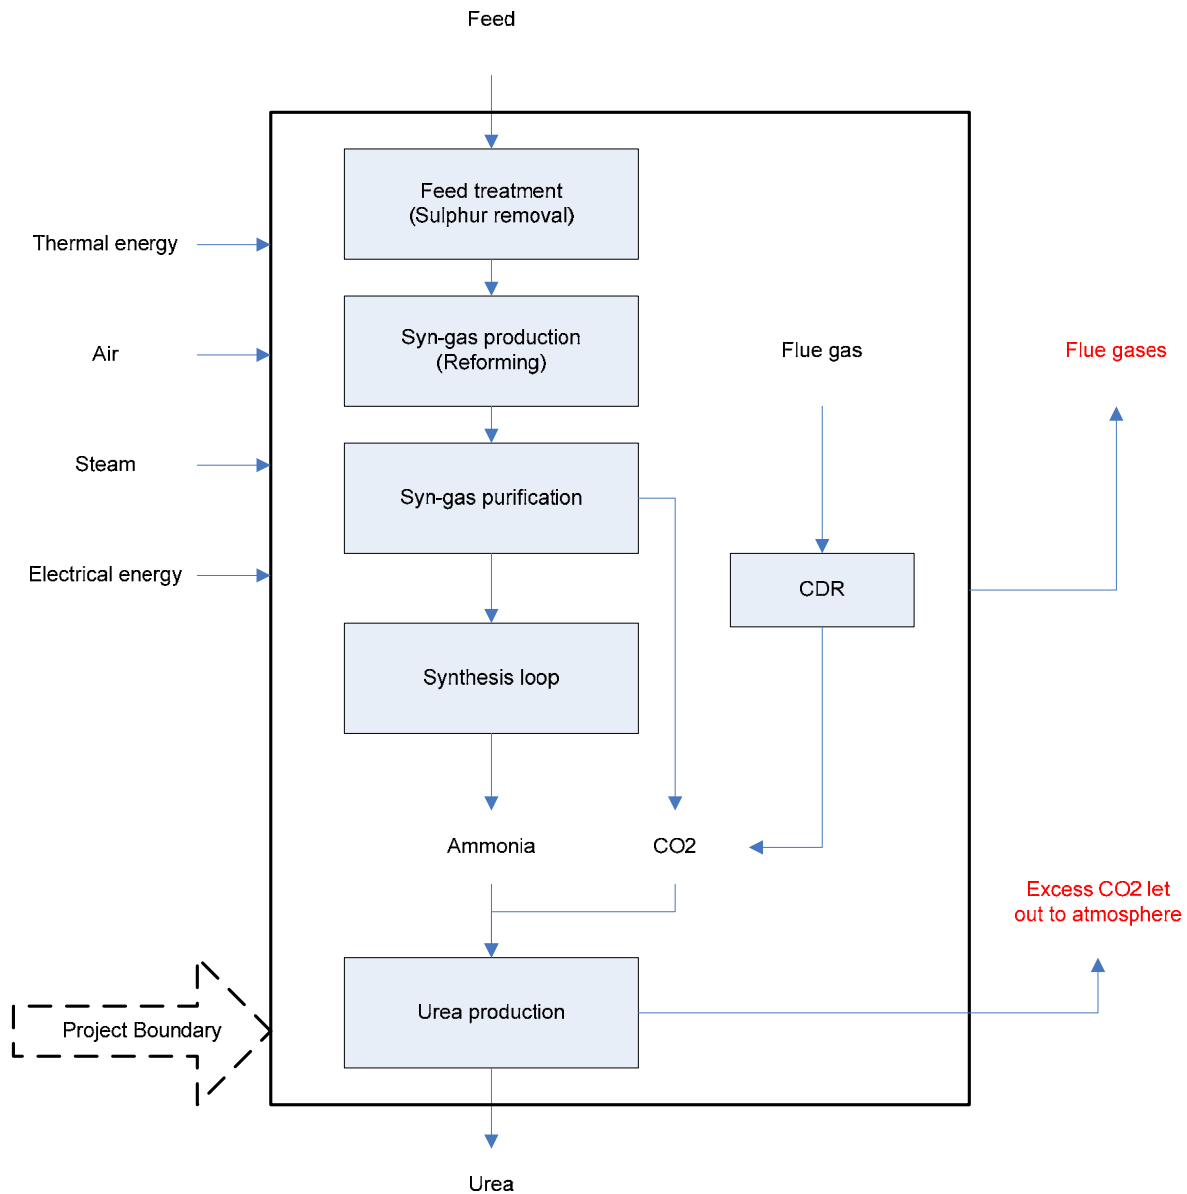 Feed
Feed treatment
(Sulphur removal)
Thermal energy
Syn-gas production
(Reforming)
Air
Flue gas
Flue gases
Steam
Syn-gas purification
Electrical energy
CDR
Synthesis loop
Ammonia
CO2
Excess CO2 let
out to atmosphere
Urea production
Project Boundary
Urea